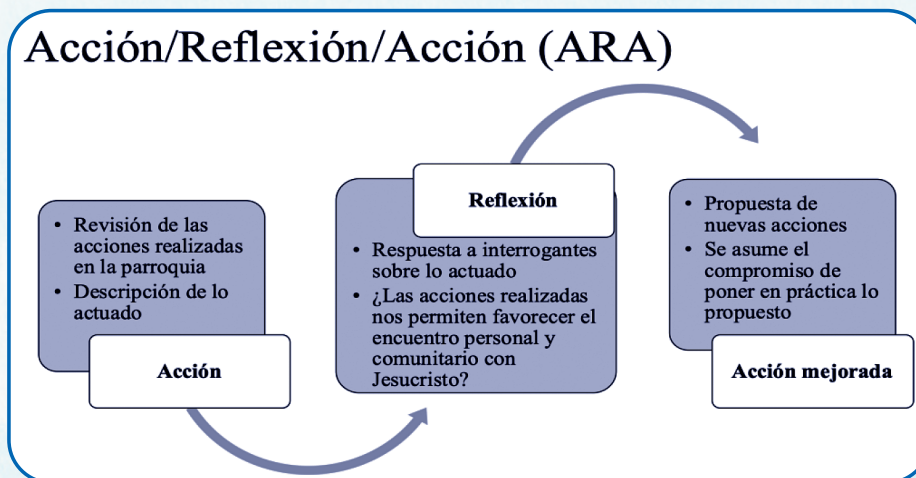 Acción/Reflexión/Acción (ARA)
• Revisión de las
acciones realizadas
en la parroquia
• Descripción de lo
actuado
Acción
Reflexión
• Respuesta a interrogantes
sobre lo actuado
• ¿Las acciones realizadas
nos permiten favorecer el
encuentro personal y
comunitario con
Jesucristo?
• Propuesta de
nuevas acciones
• Se asume el
compromiso de
poner en práctica lo
propuesto
Acción mejorada